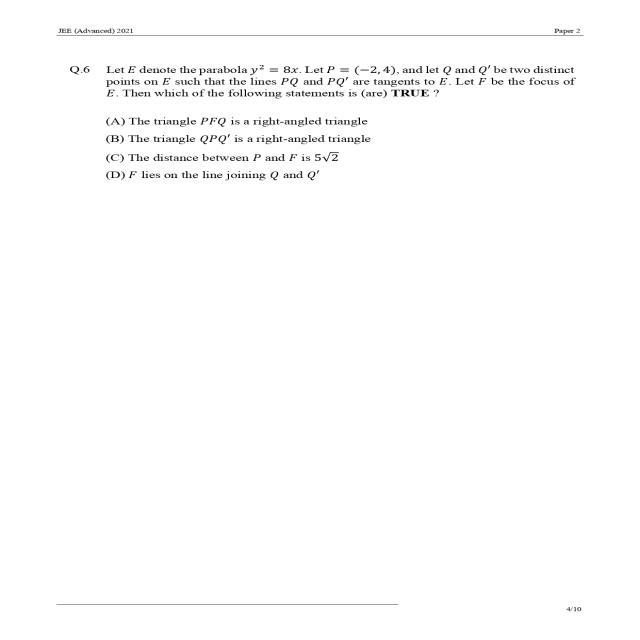 JEE (Advanced) 2021
Paper 2
Q.6 Let E denote the parabola y² = 8x. Let P = (−2, 4), and let Q and Q′ be two distinct
points on E such that the lines PQ and PQ′ are tangents to E. Let F be the focus of
E. Then which of the following statements is (are) TRUE ?
(A) The triangle PFQ is a right-angled triangle
(B) The triangle QPQ′ is a right-angled triangle
(C) The distance between P and F is 5√2
(D) F lies on the line joining Q and Q′
4/10